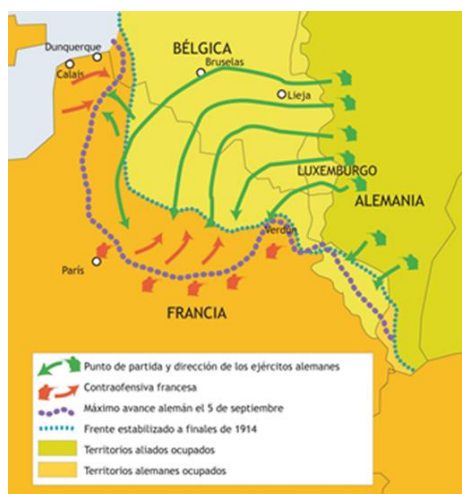 Dunquerque
BÉLGICA
Bruselas
Calais
Lieja
LUXEMBURGO
ALEMANIA
Verdún
París
FRANCIA
Punto de partida y dirección de los ejércitos alemanes
Contraofensiva francesa
Máximo avance alemán el 5 de septiembre
Frente estabilizado a finales de 1914
Territorios aliados ocupados
Territorios alemanes ocupados